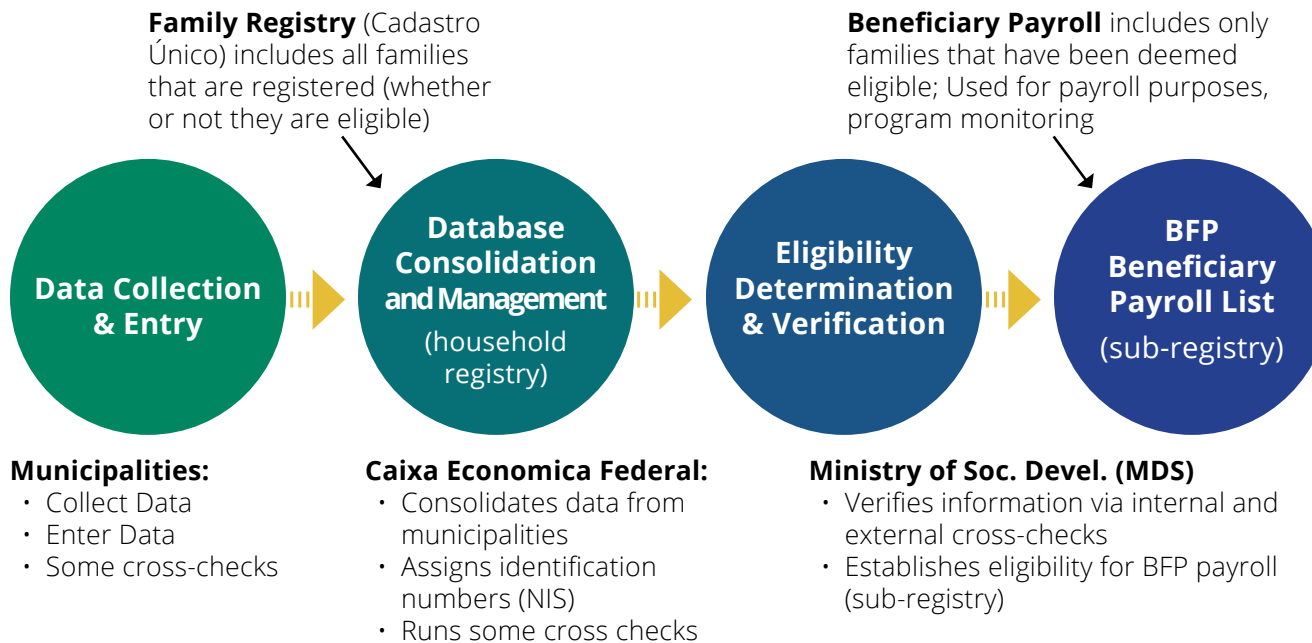 Family Registry (Cadastro
Único) includes all families
that are registered (whether
or not they are eligible)
Beneficiary Payroll includes only
families that have been deemed
eligible; Used for payroll purposes,
program monitoring
Data Collection
& Entry
Database
Consolidation
and Management
(household
registry)
Eligibility
Determination
& Verification
BFP
Beneficiary
Payroll List
(sub-registry)
Municipalities:
· Collect Data
· Enter Data
· Some cross-checks
Caixa Economica Federal:
· Consolidates data from
municipalities
· Assigns identification
numbers (NIS)
· Runs some cross checks
Ministry of Soc. Devel. (MDS)
· Verifies information via internal and
external cross-checks
· Establishes eligibility for BFP payroll
(sub-registry)